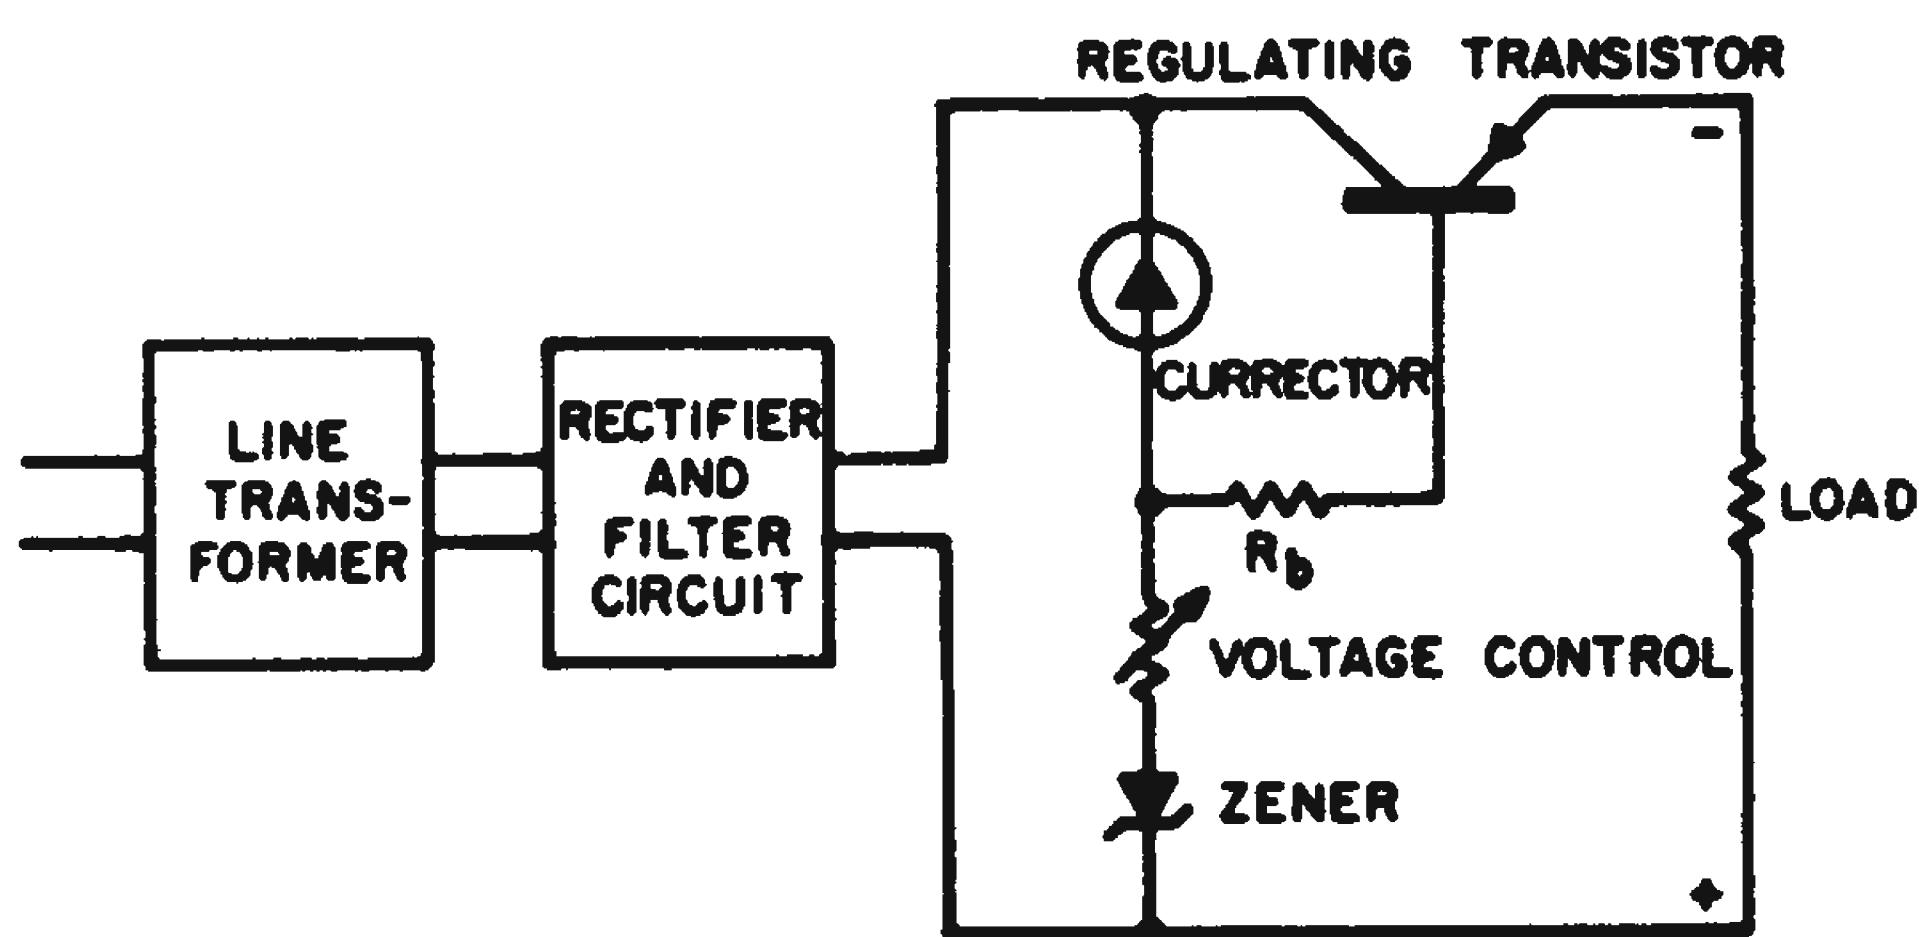 REGULATING TRANSISTOR
-
CURRECTOR
LINE
TRANS-
FORMER
RECTIFIER
AND
FILTER
CIRCUIT
Rb
LOAD
VOLTAGE CONTROL
ZENER
+